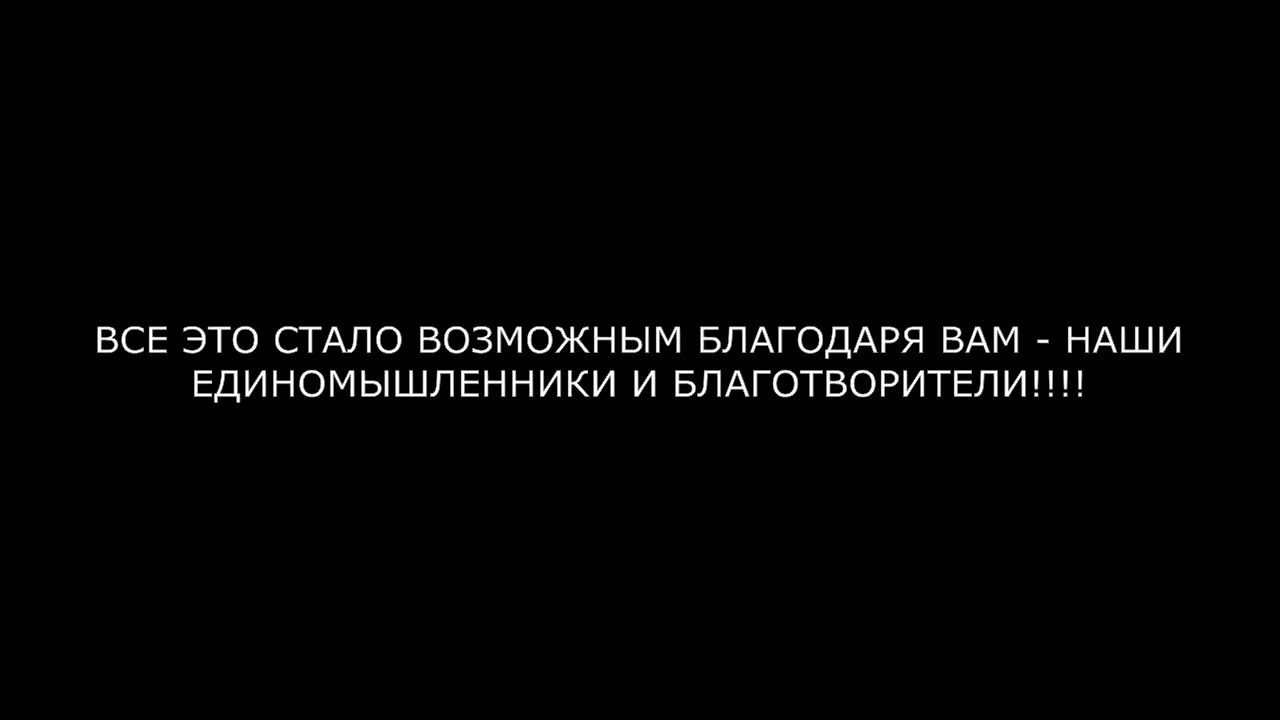 ВСЕ ЭТО СТАЛО ВОЗМОЖНЫМ БЛАГОДАРЯ ВАМ - НАШИ
ЕДИНОМЫШЛЕННИКИ И БЛАГОТВОРИТЕЛИ!!!!